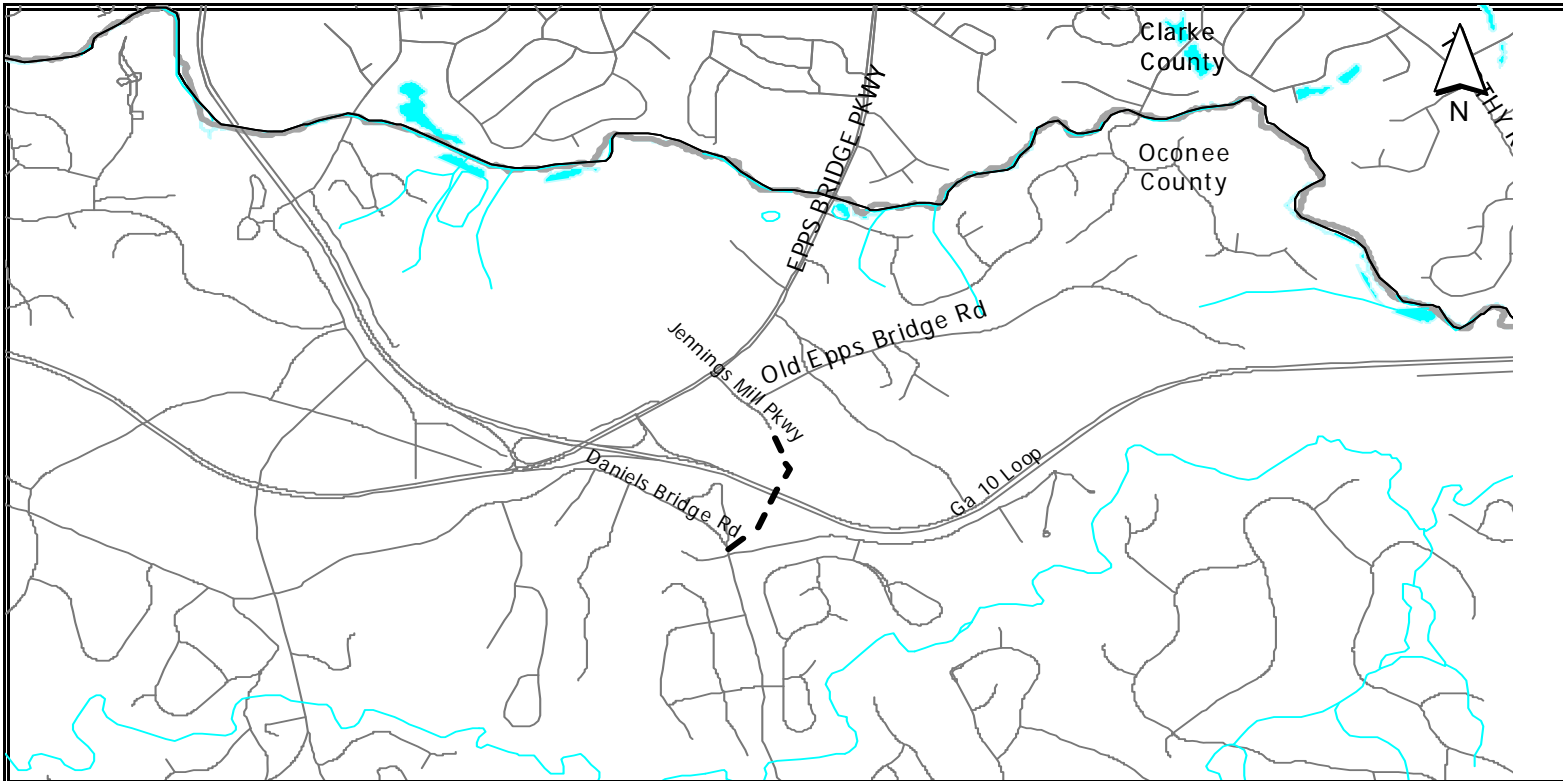 Clarke
County
N
EPPS BRIDGE PKWY
Oconee
County
Jennings Mill Pkwy
Old Epps Bridge Rd
Daniels Bridge Rd
Ga 10 Loop